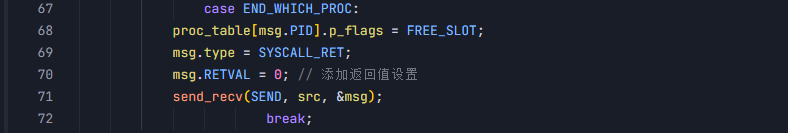 67 case END_WHICH_PROC:
68 proc_table[msg.PID].p_flags = FREE_SLOT;
69 msg.type = SYSCALL_RET;
70 msg.RETVAL = 0; // 添加返回值设置
71 send_recv(SEND, src, &msg);
72 break;